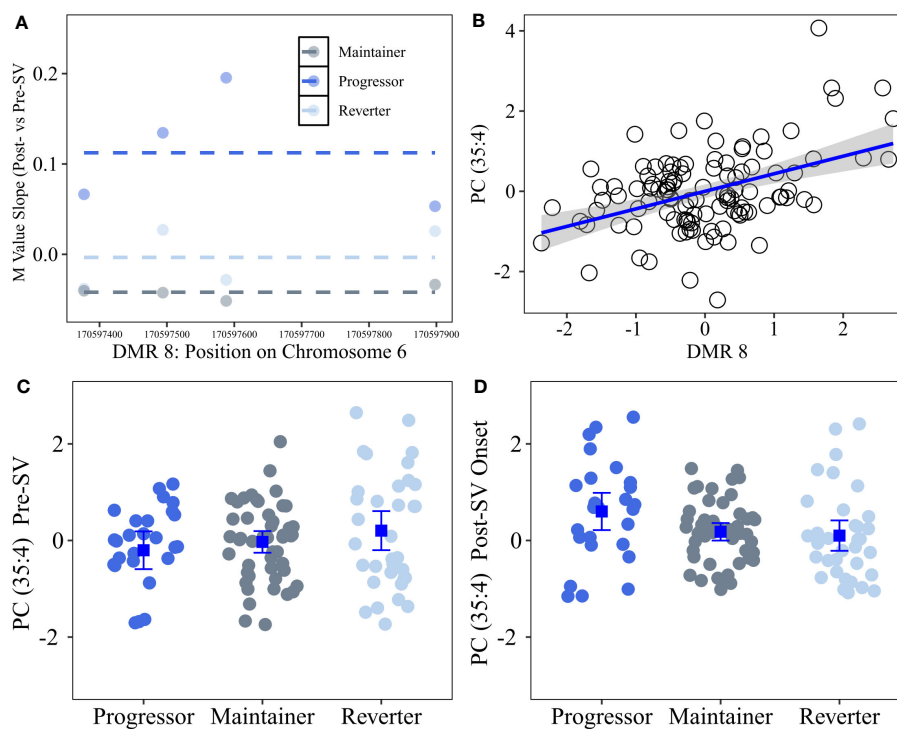 A
M Value Slope (Post- vs Pre-SV)
0.2
0.1
0.0
Maintainer
Progressor
Reverter
170597400 170597500 170597600 170597700 170597800 170597900
DMR 8: Position on Chromosome 6
B
PC (35:4)
4
2
0
-2
-2 -1 0 1 2
DMR 8
C
PC (35:4) Pre-SV
2
0
-2
Progressor Maintainer Reverter
D
PC (35:4) Post-SV Onset
2
0
-2
Progressor Maintainer Reverter